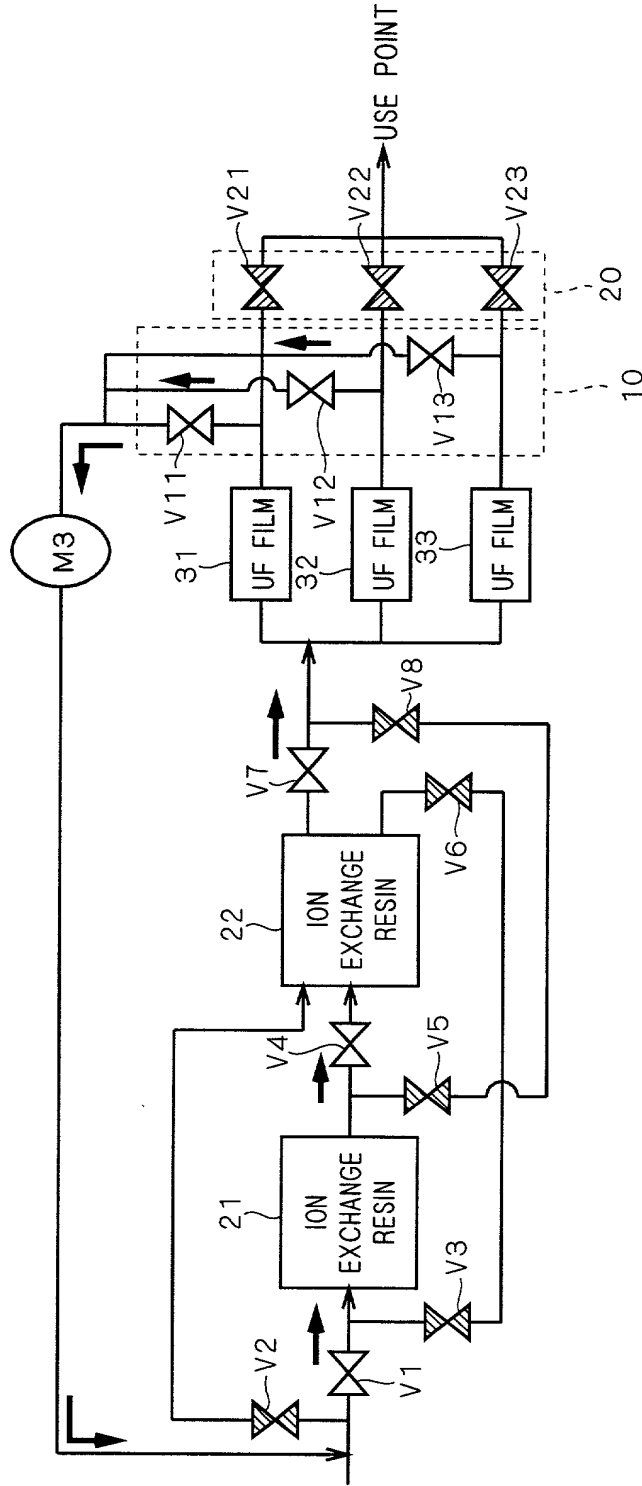 M3
V21
V22
V23
USE POINT
20
10
V11
V12
V13
31
UF FILM
32
UF FILM
33
UF FILM
V7
V8
V6
22
ION
EXCHANGE
RESIN
V4
V5
21
ION
EXCHANGE
RESIN
V2
V1
V3